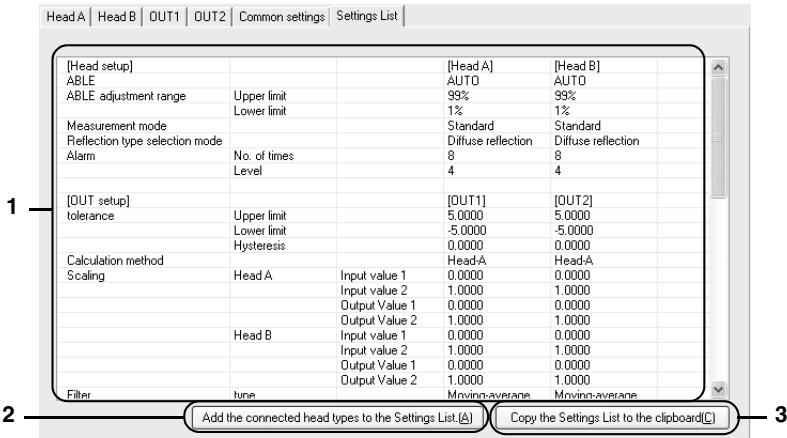 Head A Head B OUT1 OUT2 Common settings Settings List
[Head setup] [Head A] [Head B]
ABLE AUTO AUTO
ABLE adjustment range Upper limit 99% 99%
Lower limit 1% 1%
Measurement mode Standard Standard
Reflection type selection mode Diffuse reflection Diffuse reflection
Alarm No. of times 8 8
Level 4 4
[OUT setup] [OUT1] [OUT2]
tolerance Upper limit 5.0000 5.0000
Lower limit -5.0000 -5.0000
Hysteresis 0.0000 0.0000
Calculation method Head-A Head-A
Scaling Head A Input value 1 0.0000 0.0000
Input value 2 1.0000 1.0000
Output Value 1 0.0000 0.0000
Output Value 2 1.0000 1.0000
Head B Input value 1 0.0000 0.0000
Input value 2 1.0000 1.0000
Output Value 1 0.0000 0.0000
Output Value 2 1.0000 1.0000
Filter type Moving-average Moving-average
1
2 Add the connected head types to the Settings List.(A) Copy the Settings List to the clipboard(C) 3